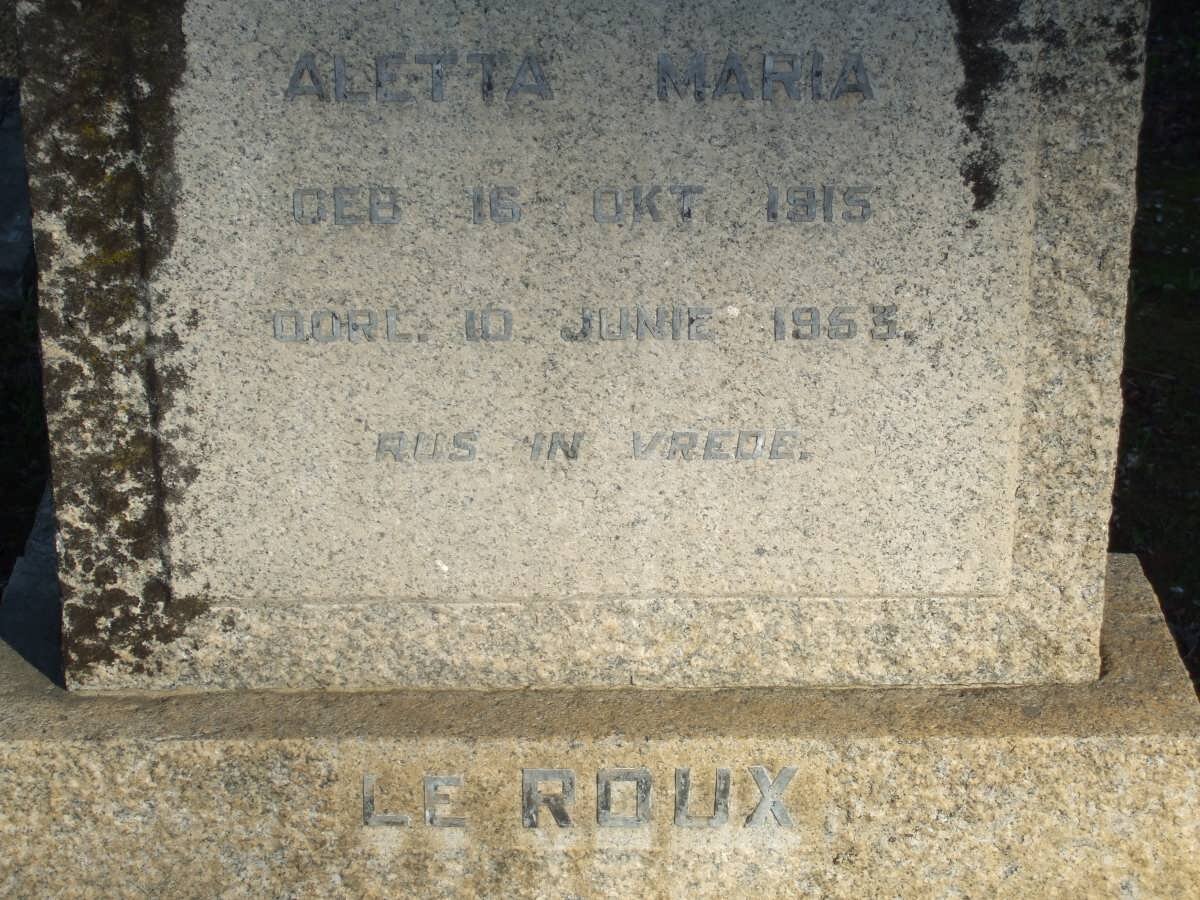 ALETTA MARIA
GEB 16 OKT. 1915
OORL. 10 JUNIE 1963.
RUS IN VREDE.
LE ROUX